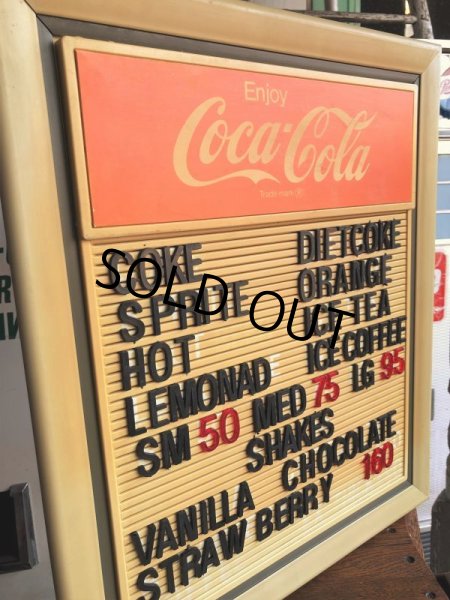 Enjoy
Coca-Cola
Trade-mark ®
COKE DIETCOKE
SPRITE ORANGE
HOT ICE TEA
LEMONAD ICE COFFEE
SM 50 MED 75 LG 95
SHAKES
VANILLA CHOCOLATE
STRAW BERRY 160
SOLD OUT